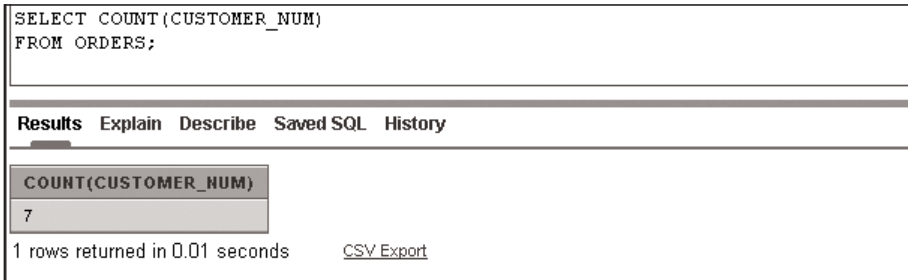 SELECT COUNT(CUSTOMER_NUM)
FROM ORDERS;
Results Explain Describe Saved SQL History
COUNT(CUSTOMER_NUM)
7
1 rows returned in 0.01 seconds CSV Export